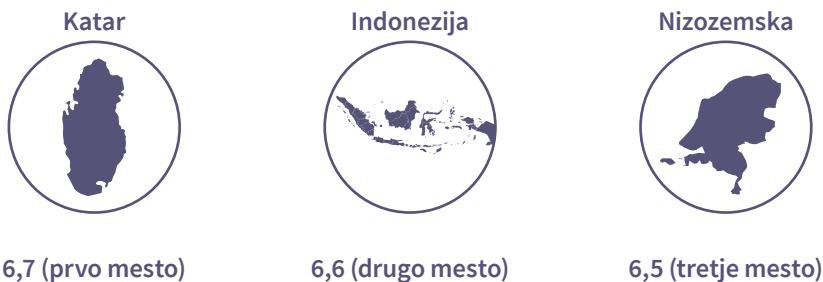 Katar
Indonezija
Nizozemska
6,7 (prvo mesto)
6,6 (drugo mesto)
6,5 (tretje mesto)